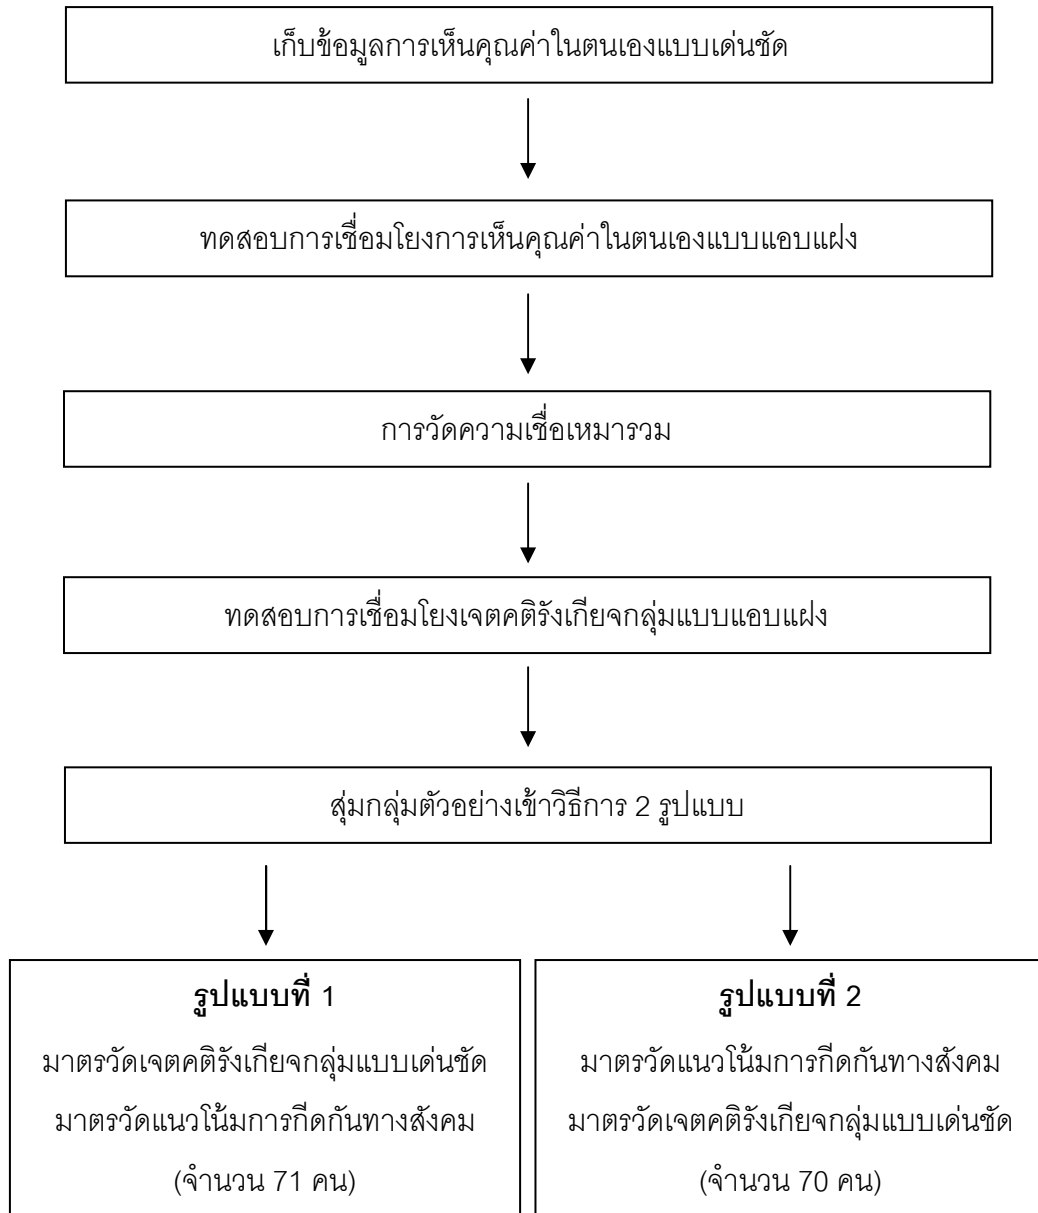 เก็บข้อมูลการเห็นคุณค่าในตนเองแบบเด่นชัด
ทดสอบการเชื่อมโยงการเห็นคุณค่าในตนเองแบบแอบแฝง
การวัดความเชื่อเหมารวม
ทดสอบการเชื่อมโยงเจตคติรังเกียจกลุ่มแบบแอบแฝง
สุ่มกลุ่มตัวอย่างเข้าวิธีการ 2 รูปแบบ
รูปแบบที่ 1
มาตรวัดเจตคติรังเกียจกลุ่มแบบเด่นชัด
มาตรวัดแนวโน้มการกีดกันทางสังคม
(จำนวน 71 คน)
รูปแบบที่ 2
มาตรวัดแนวโน้มการกีดกันทางสังคม
มาตรวัดเจตคติรังเกียจกลุ่มแบบเด่นชัด
(จำนวน 70 คน)